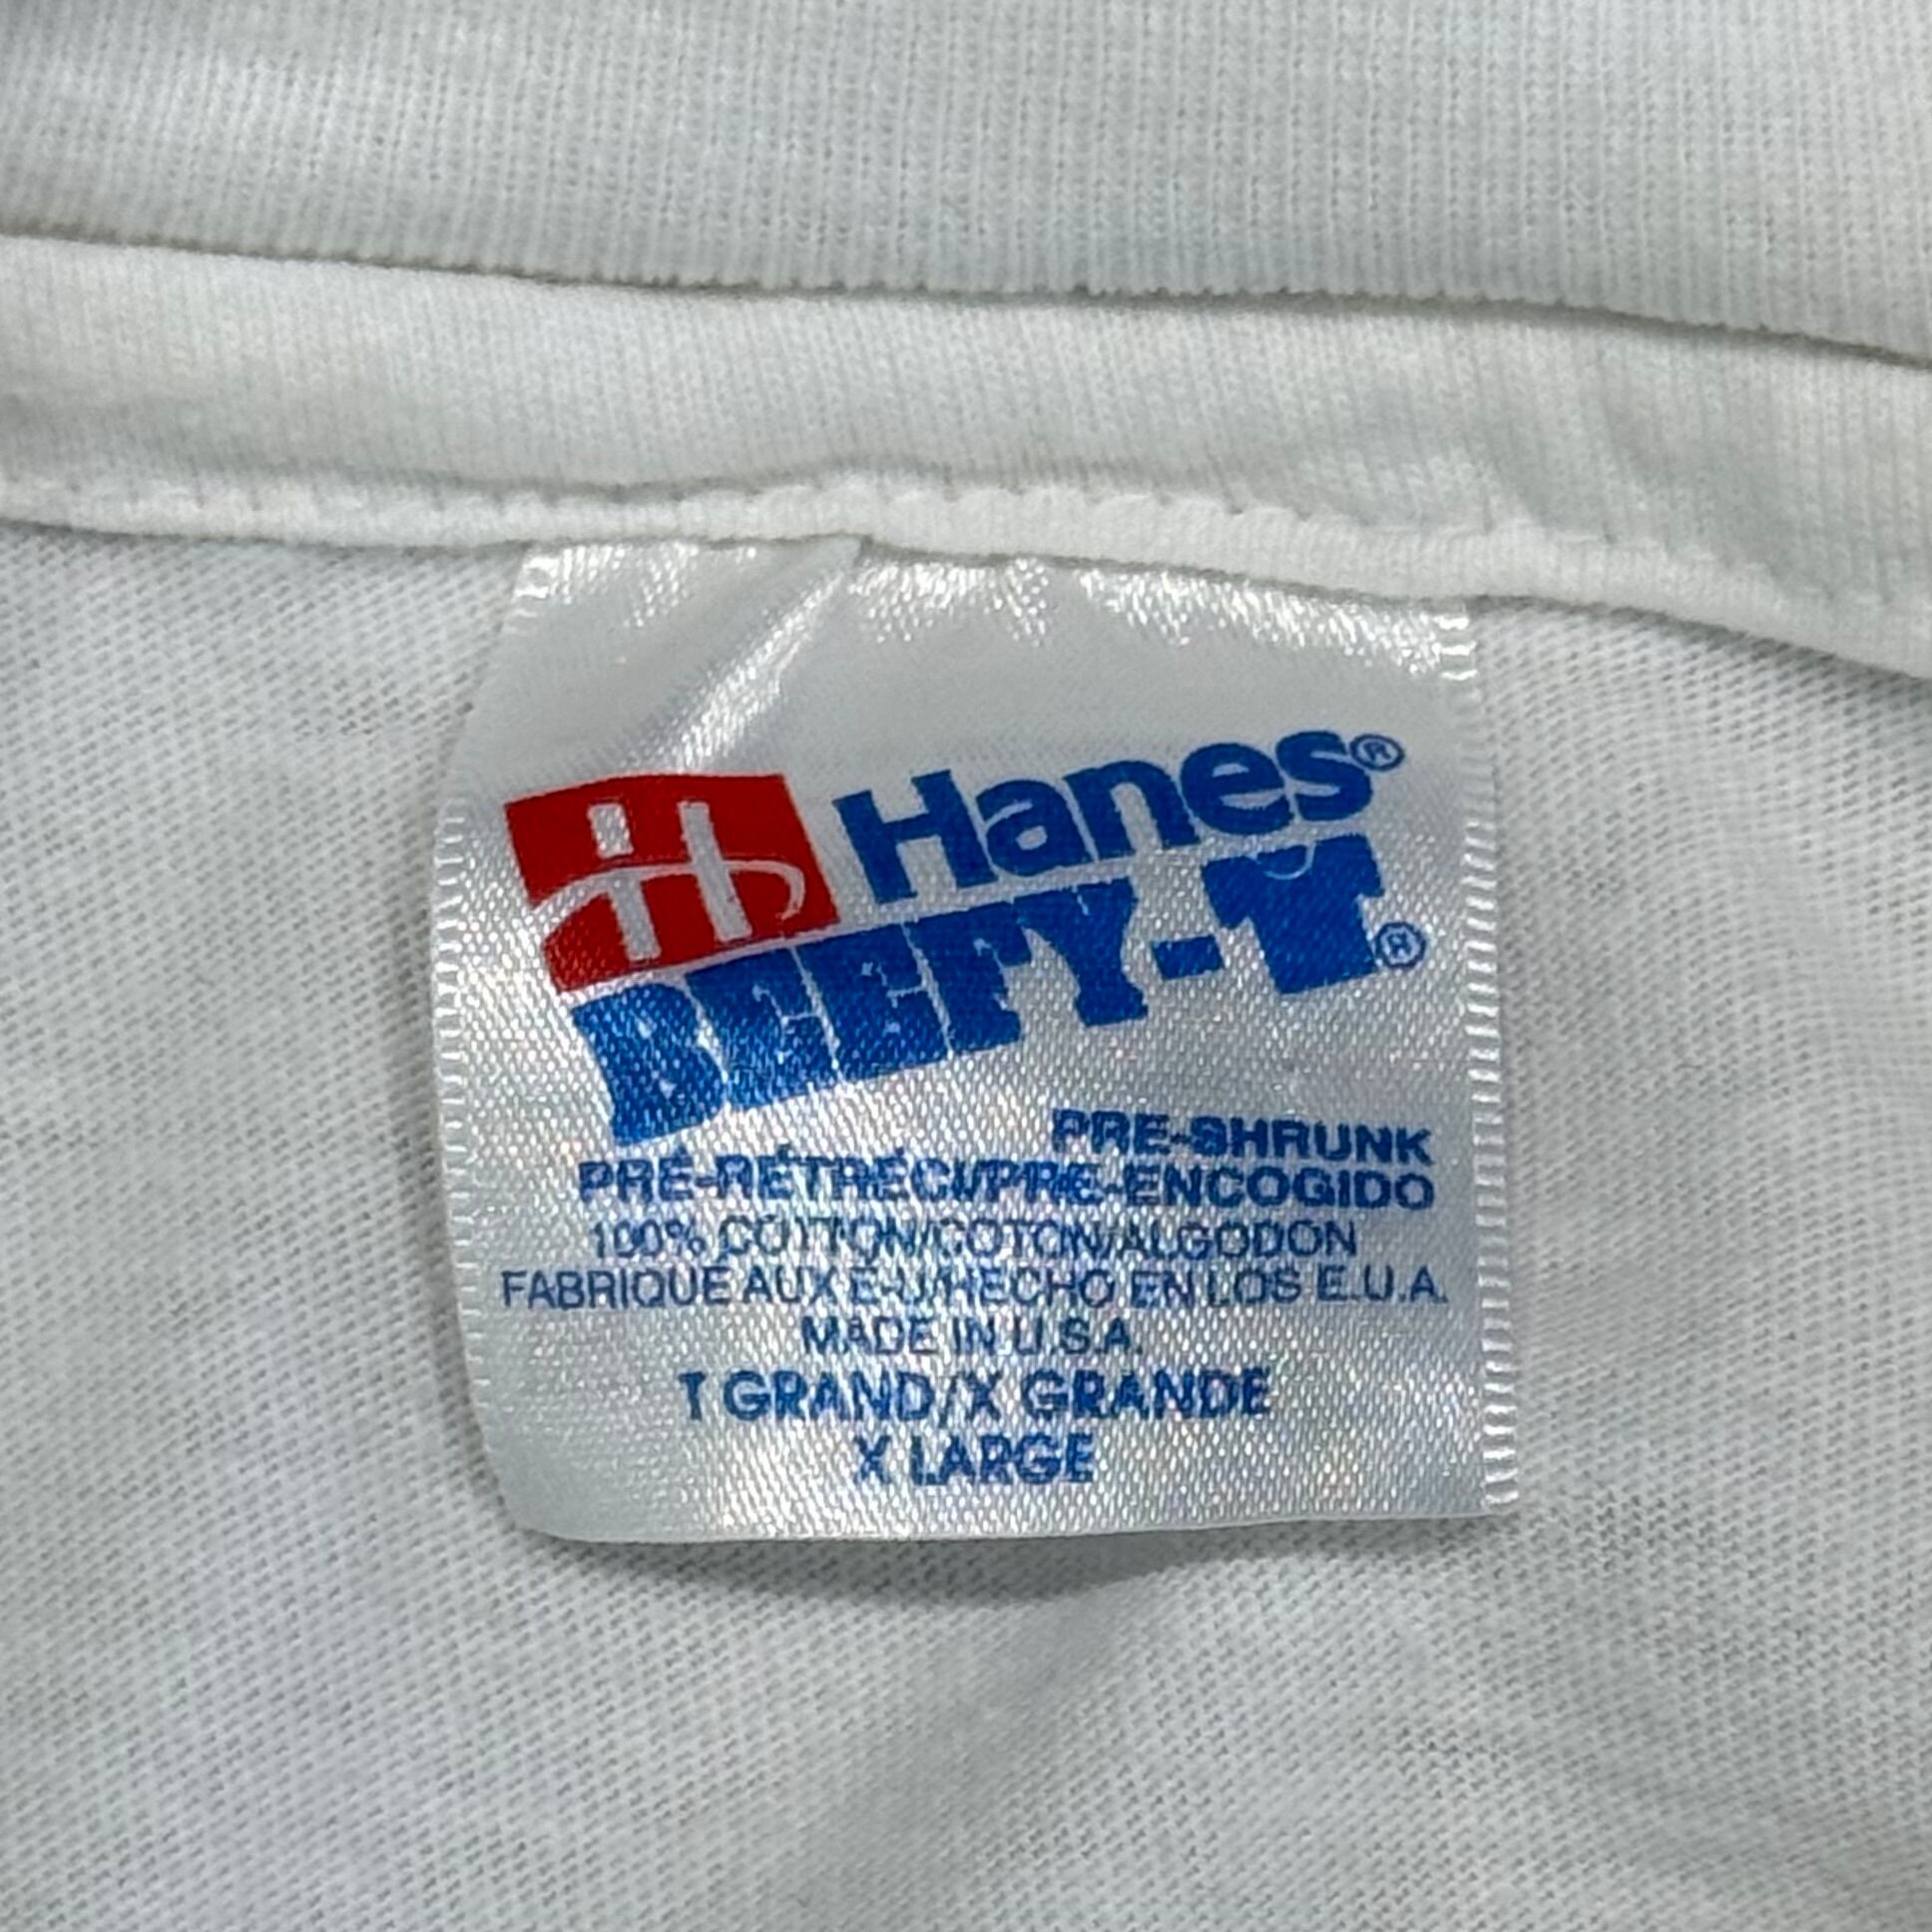 H Hanes®
BEEFY-T®
PRE-SHRUNK
PRÉ-RÉTRÉCI/PRE-ENCOGIDO
100% COTTON/COTON/ALGODON
FABRIQUÉ AUX É-U/HECHO EN LOS E.U.A.
MADE IN U.S.A.
T GRAND/X GRANDE
X LARGE